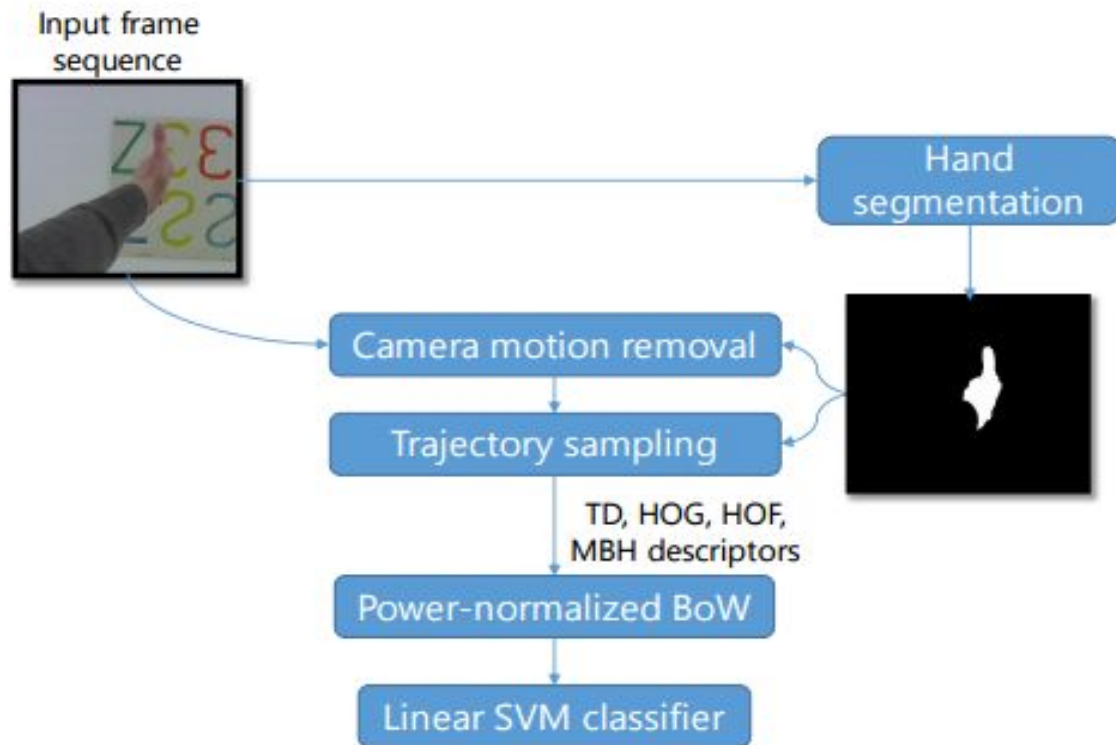 Input frame
sequence
Hand
segmentation
Camera motion removal
Trajectory sampling
TD, HOG, HOF,
MBH descriptors
Power-normalized BoW
Linear SVM classifier